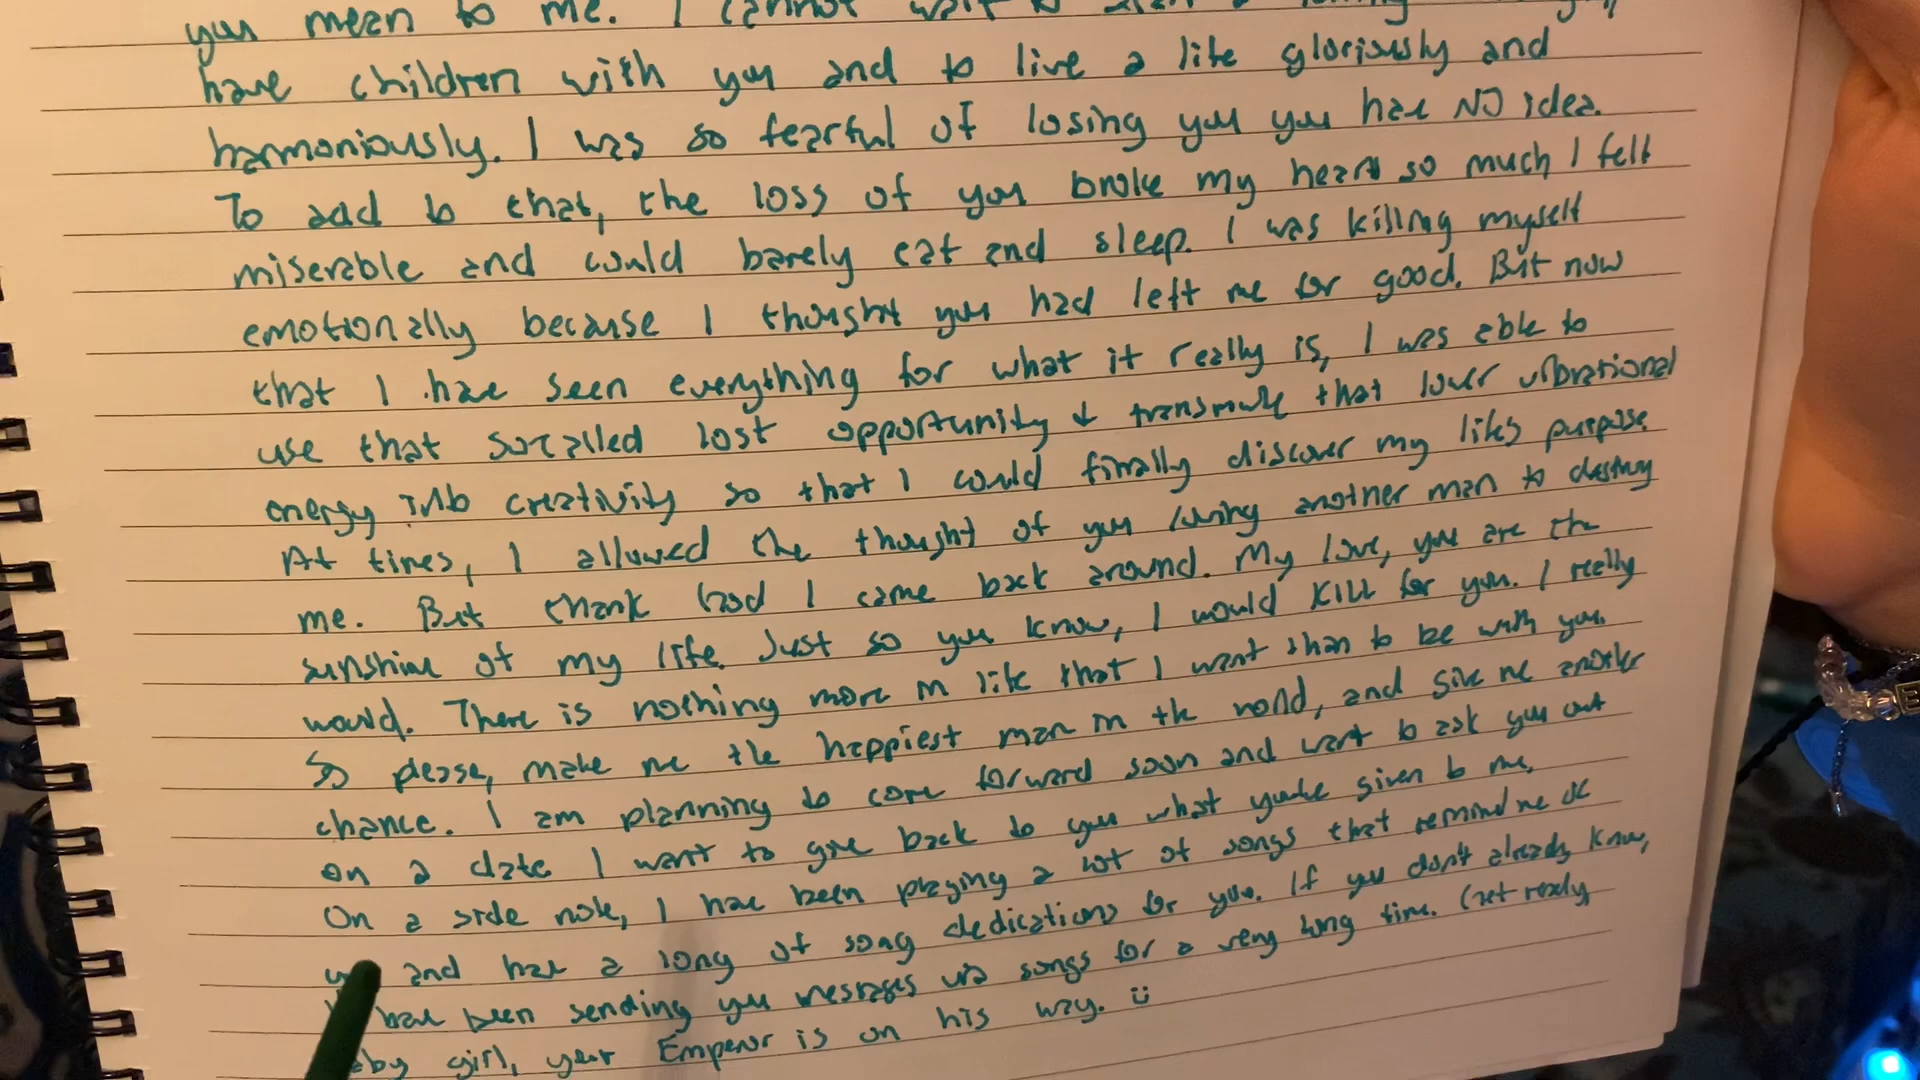 you mean to me. I cannot wait to
have children with you and to live a life gloriously and
harmoniously. I was so fearful of losing you you have NO idea.
To add to that, the loss of you broke my heart so much I felt
miserable and could barely eat and sleep. I was killing myself
emotionally because I thought you had left me for good. But now
that I have seen everything for what it really is, I was able to
use that socalled lost opportunity & transmute that lower vibrational
energy into creativity so that I could finally discover my lifes purpose.
At times, I allowed the thought of you loving another man to destroy
me. But thank God I came back around. My love, you are the
sunshine of my life. Just so you know, I would KILL for you. I really
would. There is nothing more in life that I want than to be with you.
So please, make me the happiest man in the world, and give me another
chance. I am planning to come forward soon and want to ask you out
on a date I want to give back to you what you've given to me.
On a side note, I have been playing a lot of songs that remind me of
and have a long of song dedications for you. If you don't already know,
have been sending you messages via songs for a very long time. Get ready
girl, your Emperor is on his way. ü